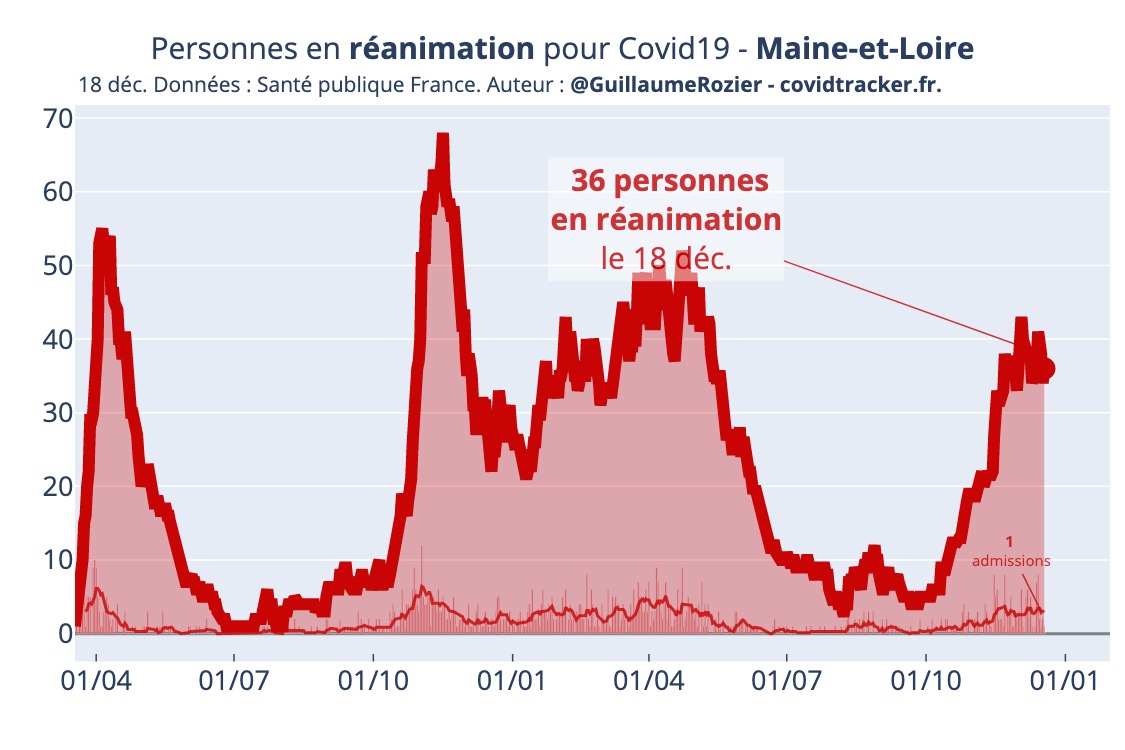 Personnes en réanimation pour Covid19 - Maine-et-Loire
18 déc. Données : Santé publique France. Auteur : @GuillaumeRozier - covidtracker.fr.
70
60
50
40
30
20
10
0
36 personnes
en réanimation
le 18 déc.
1
admissions
01/04 01/07 01/10 01/01 01/04 01/07 01/10 01/01